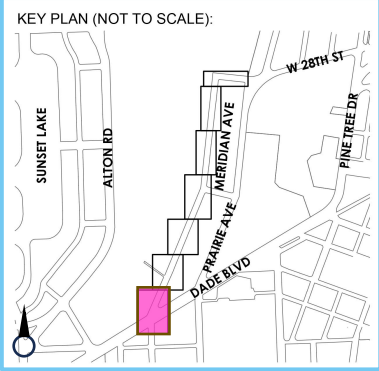 KEY PLAN (NOT TO SCALE):
W 28TH ST
SUNSET LAKE
ALTON RD
MERIDIAN AVE
PINE TREE DR
PRAIRIE AVE
DADE BLVD